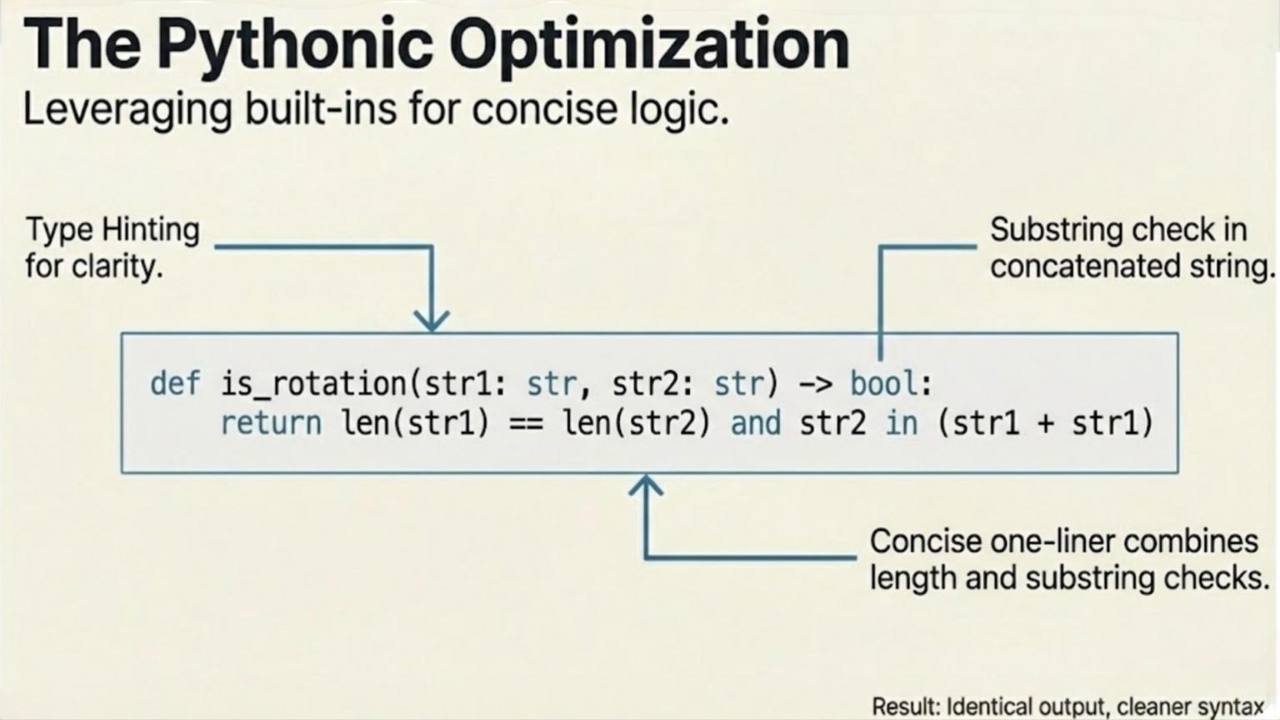 The Pythonic Optimization
Leveraging built-ins for concise logic.
Type Hinting
for clarity.
Substring check in
concatenated string.
def is_rotation(str1: str, str2: str) -> bool:
    return len(str1) == len(str2) and str2 in (str1 + str1)
Concise one-liner combines
length and substring checks.
Result: Identical output, cleaner syntax